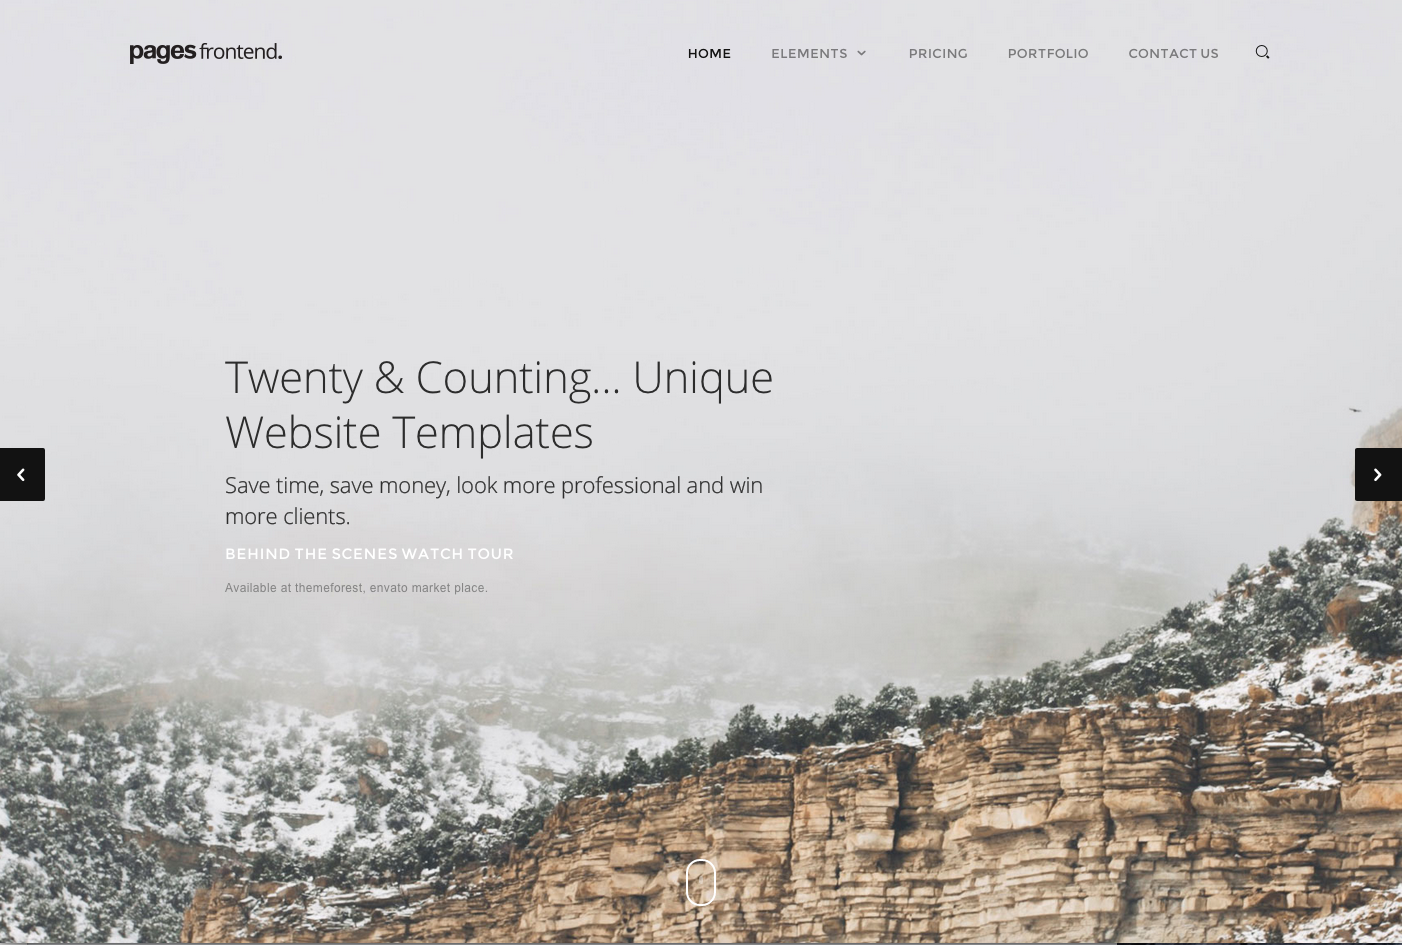 pages frontend.
HOME ELEMENTS PRICING PORTFOLIO CONTACT US
Twenty & Counting... Unique
Website Templates
Save time, save money, look more professional and win
more clients.
BEHIND THE SCENES WATCH TOUR
Available at themeforest, envato market place.